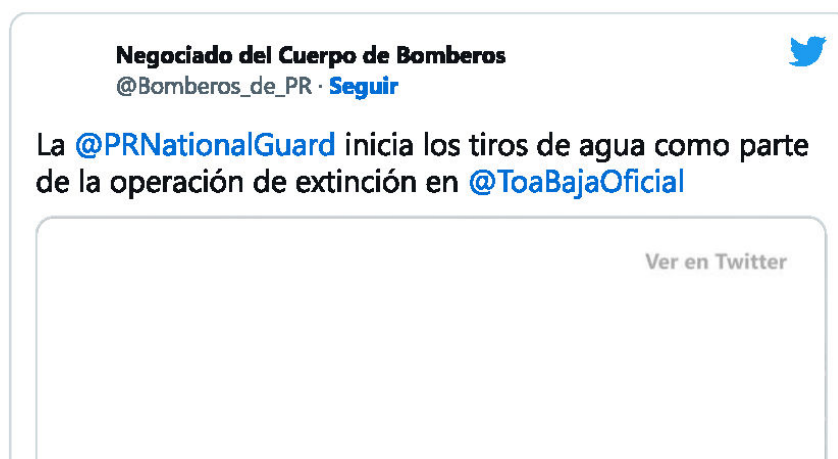 Negociado del Cuerpo de Bomberos
@Bomberos_de_PR · Seguir
La @PRNationalGuard inicia los tiros de agua como parte
de la operación de extinción en @ToaBajaOficial
Ver en Twitter